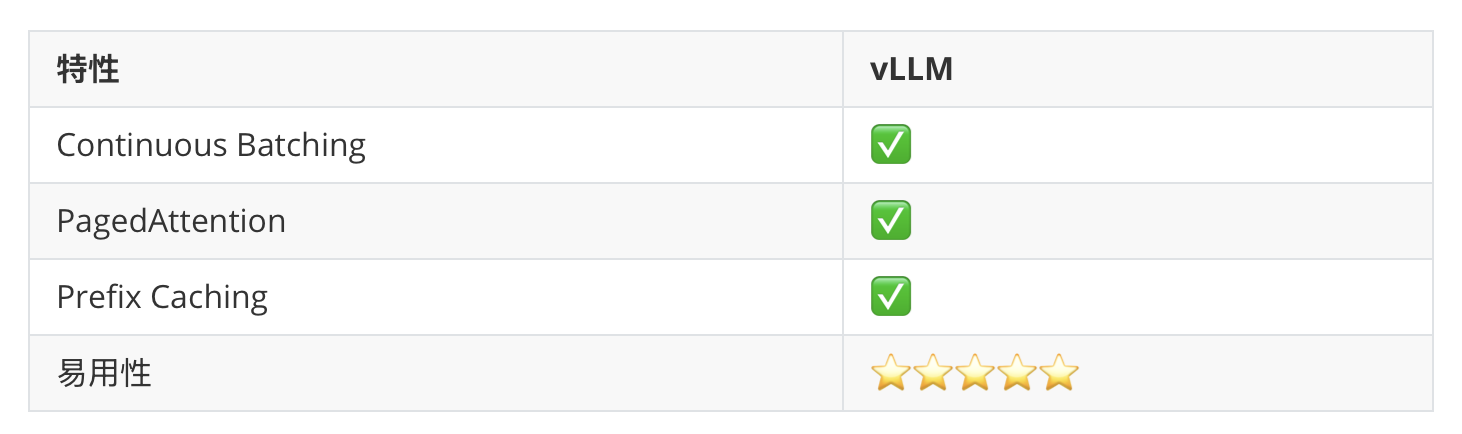 特性 vLLM
Continuous Batching ✅
PagedAttention ✅
Prefix Caching ✅
易用性 ⭐⭐⭐⭐⭐